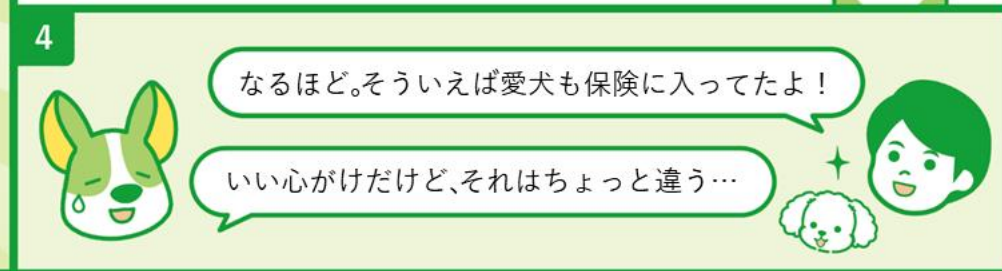 4
なるほど。そういえば愛犬も保険に入ってたよ！
いい心がけだけど、それはちょっと違う…